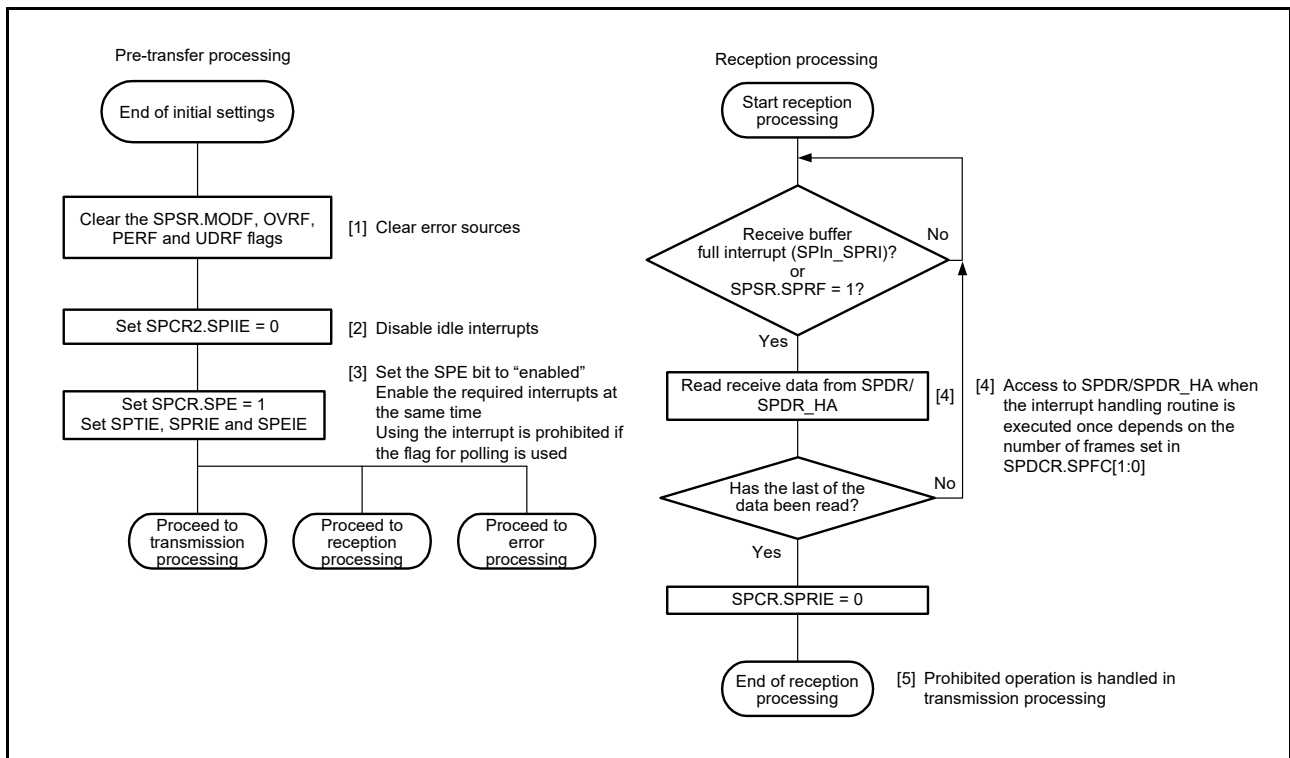 Pre-transfer processing
End of initial settings
Clear the SPSR.MODF, OVRF,
PERF and UDRF flags
[1] Clear error sources
Set SPCR2.SPIIE = 0
[2] Disable idle interrupts
Set SPCR.SPE = 1
Set SPTIE, SPRIE and SPEIE
[3] Set the SPE bit to “enabled”
Enable the required interrupts at
the same time
Using the interrupt is prohibited if
the flag for polling is used
Proceed to
transmission
processing
Proceed to
reception
processing
Proceed to
error
processing
Reception processing
Start reception
processing
Receive buffer
full interrupt (SPIn_SPRI)?
or
SPSR.SPRF = 1?
No
Yes
Read receive data from SPDR/
SPDR_HA
[4]
[4] Access to SPDR/SPDR_HA when
the interrupt handling routine is
executed once depends on the
number of frames set in
SPDCR.SPFC[1:0]
Has the last of the
data been read?
No
Yes
SPCR.SPRIE = 0
End of reception
processing
[5] Prohibited operation is handled in
transmission processing